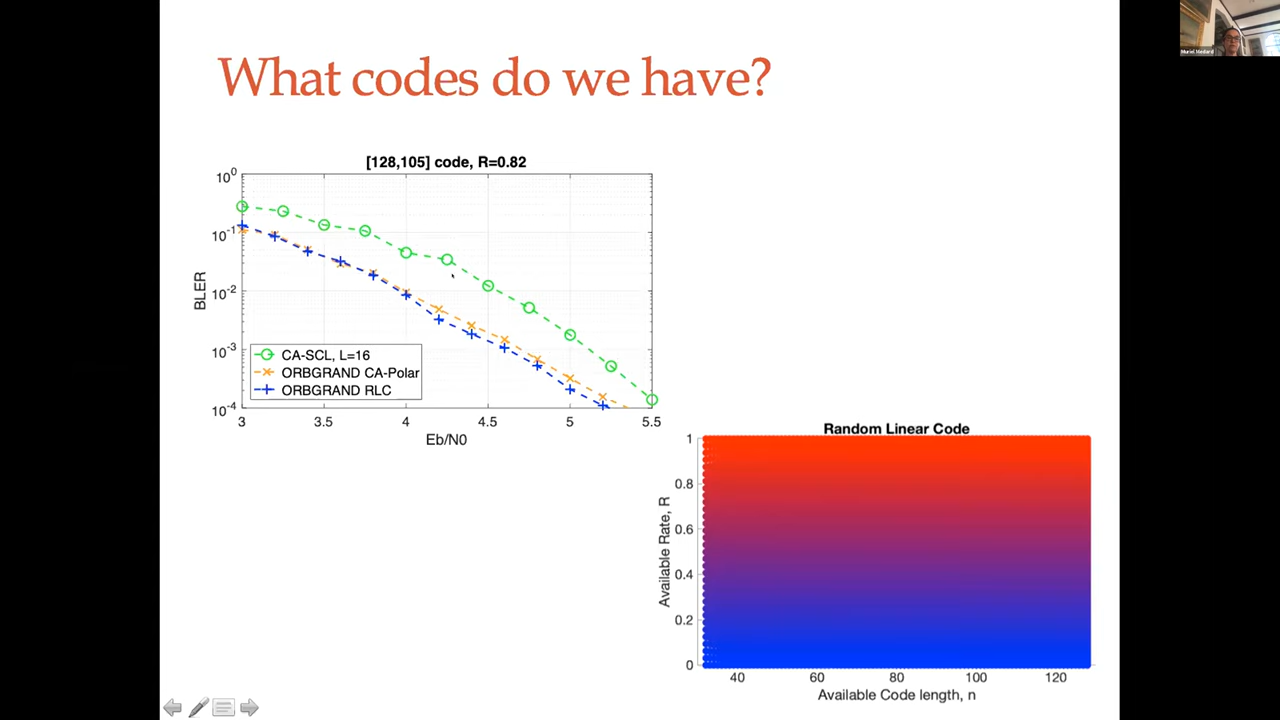 What codes do we have?
Muriel Médard
[128,105] code, R=0.82
10^0
10^-1
10^-2
10^-3
10^-4
BLER
CA-SCL, L=16
ORBGRAND CA-Polar
ORBGRAND RLC
3 3.5 4 4.5 5 5.5
Eb/N0
Random Linear Code
1
0.8
0.6
0.4
0.2
0
Available Rate, R
40 60 80 100 120
Available Code length, n